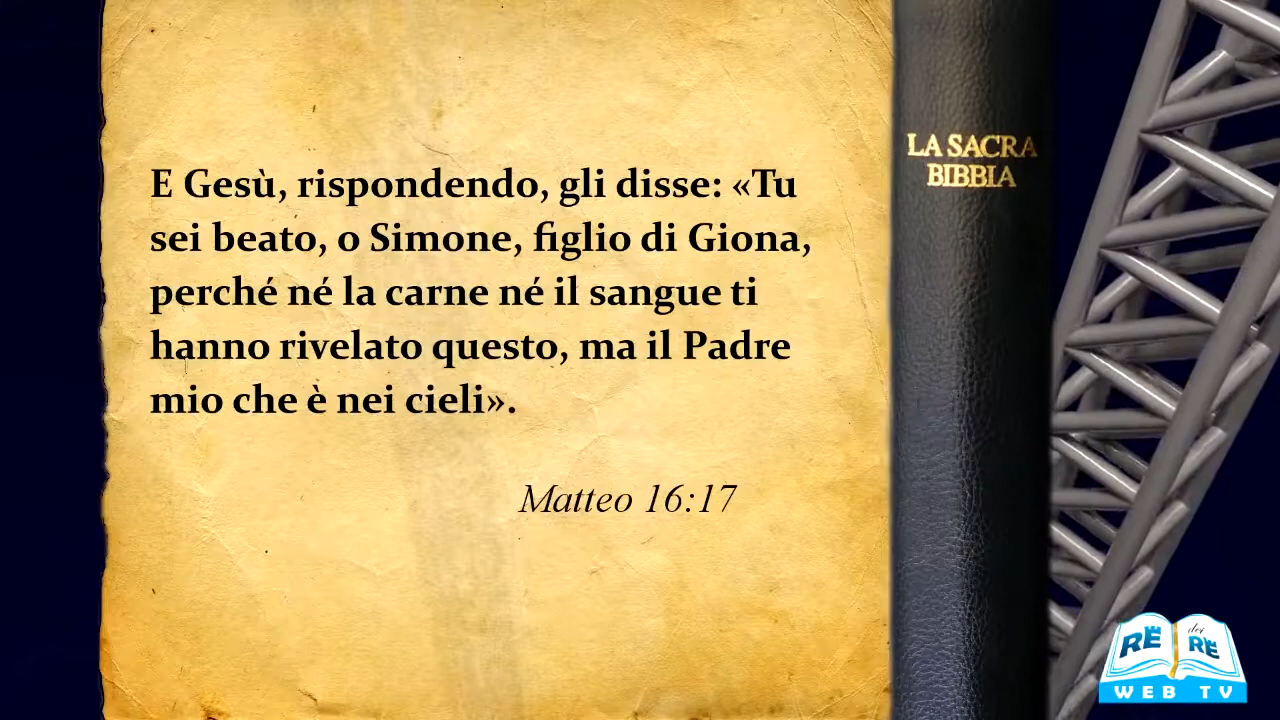 E Gesù, rispondendo, gli disse: «Tu
sei beato, o Simone, figlio di Giona,
perché né la carne né il sangue ti
hanno rivelato questo, ma il Padre
mio che è nei cieli».
Matteo 16:17
LA SACRA
BIBBIA
RE dei RE
WEB TV